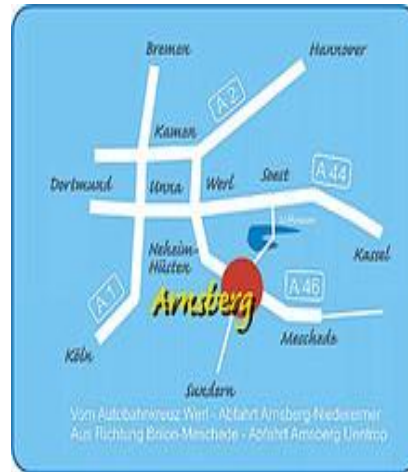 Bremen
Hannover
A 2
Kamen
Dortmund
Unna
Werl
Soest
A 44
Neheim-
Hüsten
Kassel
A 1
Arnsberg
A 46
Köln
Meschede
Sundern
Vom Autobahnkreuz Werl - Abfahrt Arnsberg-Niedereimer
Aus Richtung Brilon-Meschede - Abfahrt Arnsberg Uentrop